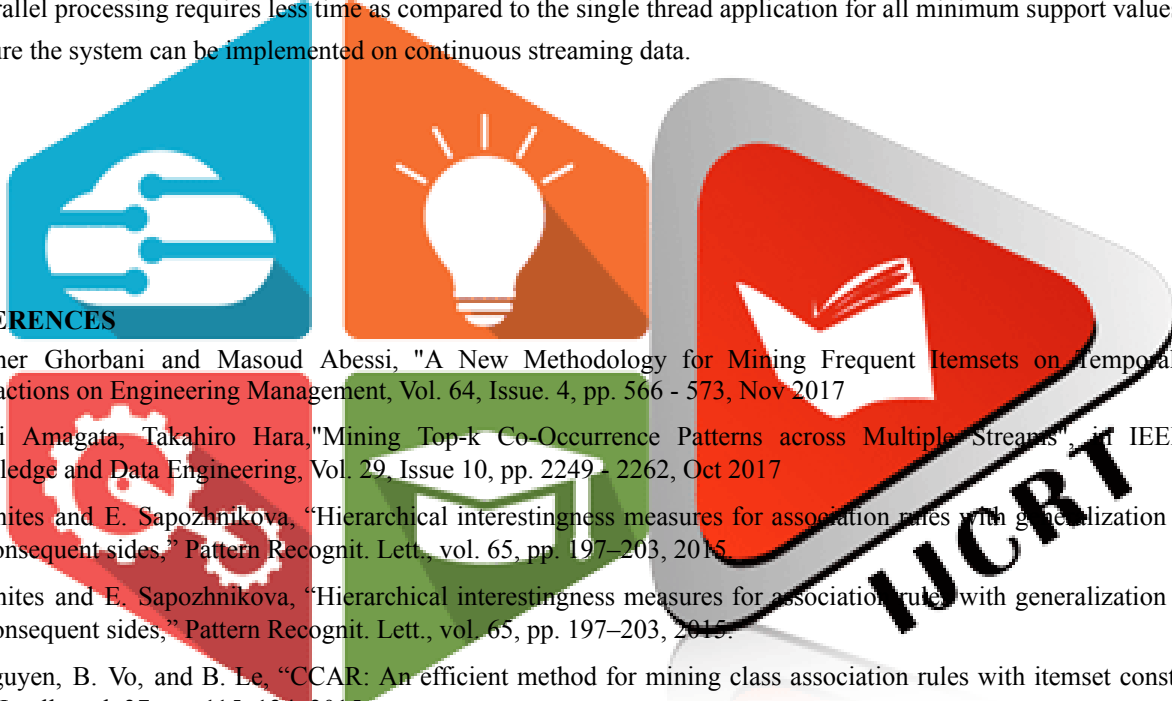 rallel processing requires less time as compared to the single thread application for all minimum support value
ure the system can be implemented on continuous streaming data.
ERENCES
her Ghorbani and Masoud Abessi, "A New Methodology for Mining Frequent Itemsets on Temporal
actions on Engineering Management, Vol. 64, Issue. 4, pp. 566 - 573, Nov 2017
i Amagata, Takahiro Hara,"Mining Top-k Co-Occurrence Patterns across Multiple Streams", in IEE
ledge and Data Engineering, Vol. 29, Issue 10, pp. 2249 - 2262, Oct 2017
nites and E. Sapozhnikova, “Hierarchical interestingness measures for association rules with generalization
onsequent sides,” Pattern Recognit. Lett., vol. 65, pp. 197–203, 2015.
nites and E. Sapozhnikova, “Hierarchical interestingness measures for association rules with generalization
onsequent sides,” Pattern Recognit. Lett., vol. 65, pp. 197–203, 2015.
guyen, B. Vo, and B. Le, “CCAR: An efficient method for mining class association rules with itemset const
IJCRT